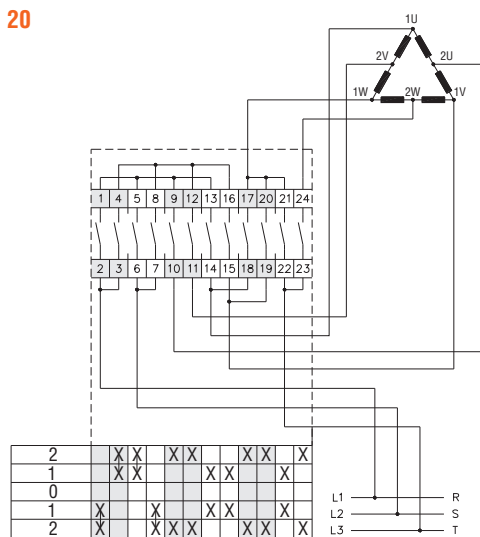 20
1U
2V 2U
1W 2W 1V
1 4 5 8 9 12 13 16 17 20 21 24
2 3 6 7 10 11 14 15 18 19 22 23
2 X X X X X X X
1 X X X X X
0
1 X X X X X
2 X X X X X X X
L1 R
L2 S
L3 T